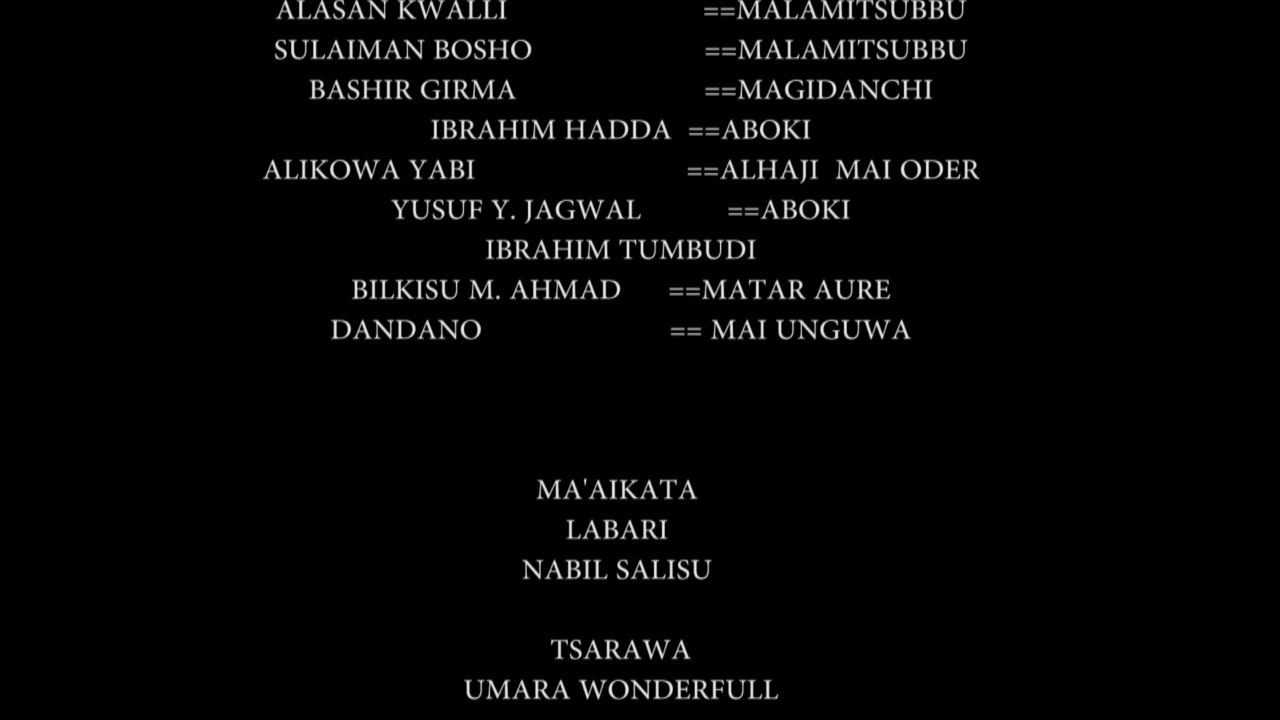 ALASAN KWALLI ==MALAMITSUBBU
SULAIMAN BOSHO ==MALAMITSUBBU
BASHIR GIRMA ==MAGIDANCHI
IBRAHIM HADDA ==ABOKI
ALIKOWA YABI ==ALHAJI MAI ODER
YUSUF Y. JAGWAL ==ABOKI
IBRAHIM TUMBUDI
BILKISU M. AHMAD ==MATAR AURE
DANDANO == MAI UNGUWA
MA'AIKATA
LABARI
NABIL SALISU
TSARAWA
UMARA WONDERFULL